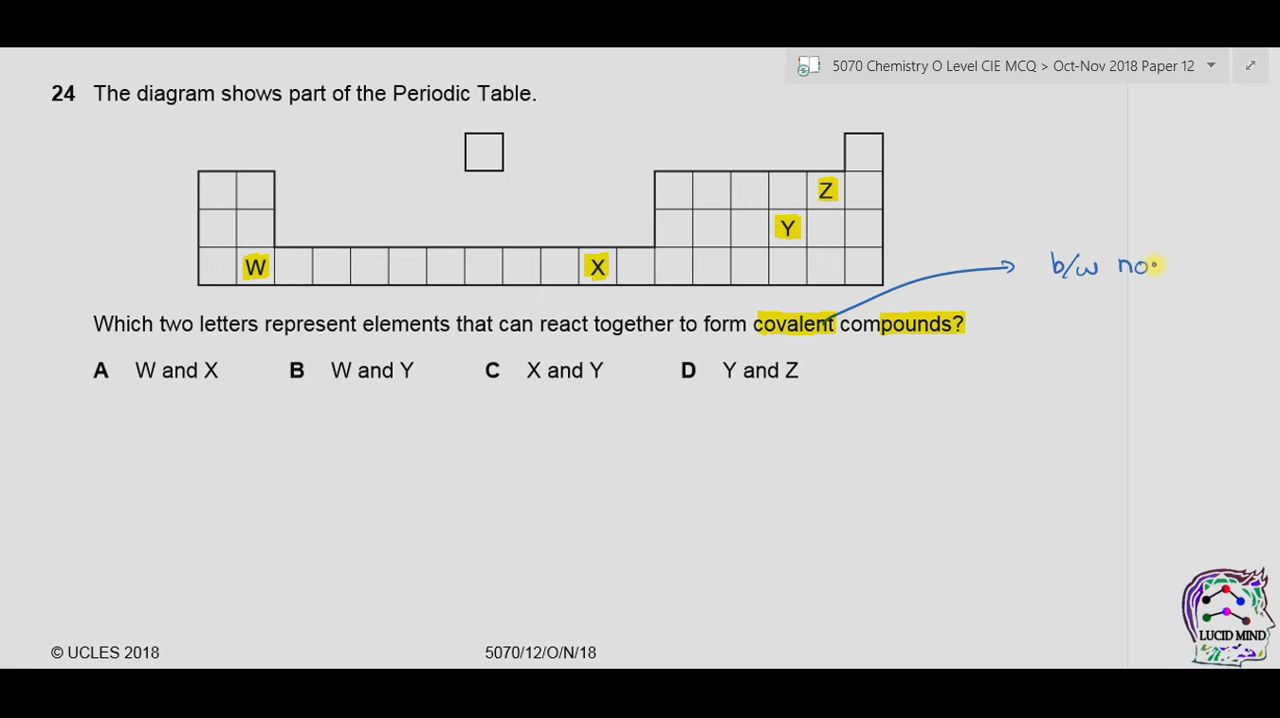 5070 Chemistry O Level CIE MCQ > Oct-Nov 2018 Paper 12
24 The diagram shows part of the Periodic Table.
Z
Y
W X
b/w no
Which two letters represent elements that can react together to form covalent compounds?
A W and X B W and Y C X and Y D Y and Z
LUCID MIND
© UCLES 2018 5070/12/O/N/18